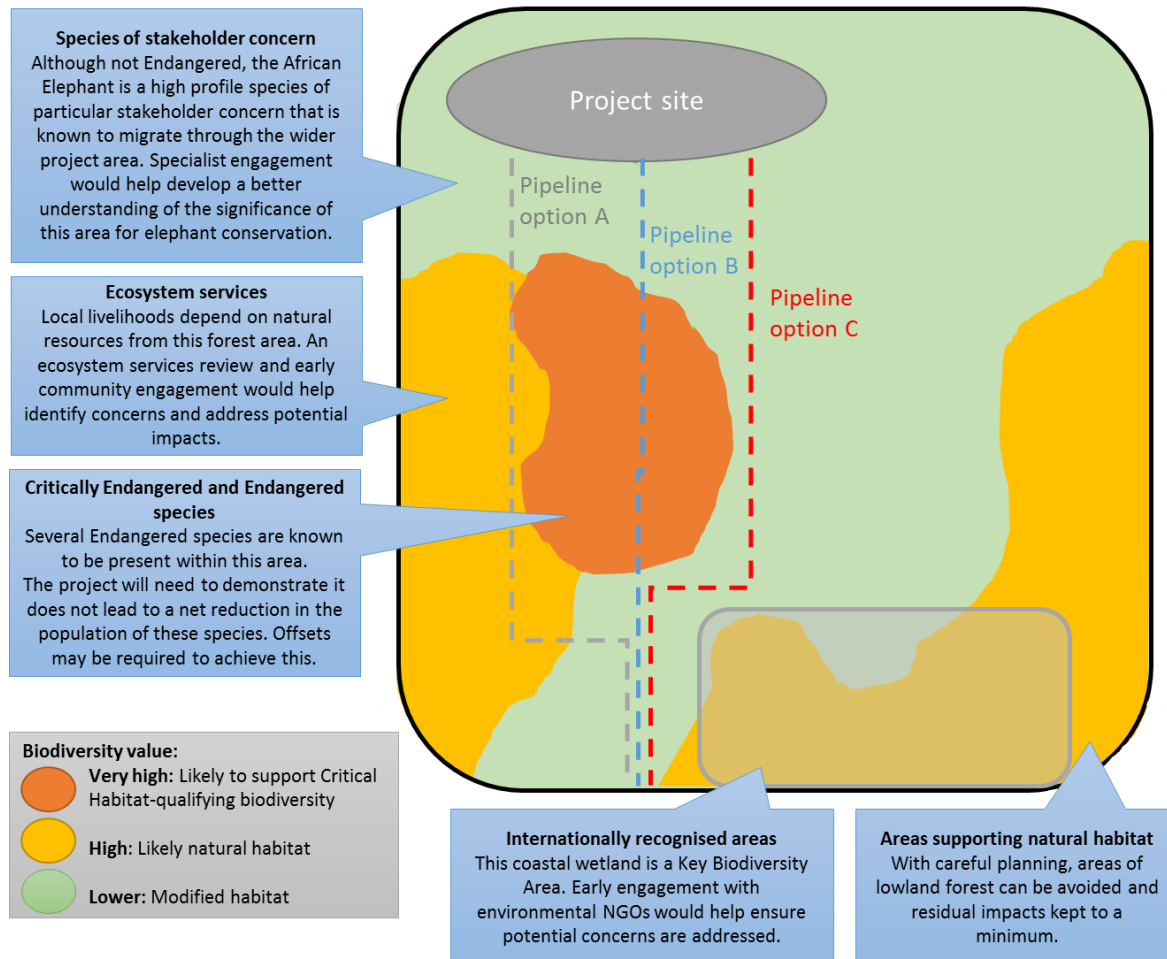 Species of stakeholder concern
Although not Endangered, the African
Elephant is a high profile species of
particular stakeholder concern that is
known to migrate through the wider
project area. Specialist engagement
would help develop a better
understanding of the significance of
this area for elephant conservation.
Project site
Pipeline
option A
Pipeline
option B
Pipeline
option C
Ecosystem services
Local livelihoods depend on natural
resources from this forest area. An
ecosystem services review and early
community engagement would help
identify concerns and address potential
impacts.
Critically Endangered and Endangered
species
Several Endangered species are known
to be present within this area.
The project will need to demonstrate it
does not lead to a net reduction in the
population of these species. Offsets
may be required to achieve this.
Biodiversity value:
Very high: Likely to support Critical
Habitat-qualifying biodiversity
High: Likely natural habitat
Lower: Modified habitat
Internationally recognised areas
This coastal wetland is a Key Biodiversity
Area. Early engagement with
environmental NGOs would help ensure
potential concerns are addressed.
Areas supporting natural habitat
With careful planning, areas of
lowland forest can be avoided and
residual impacts kept to a
minimum.